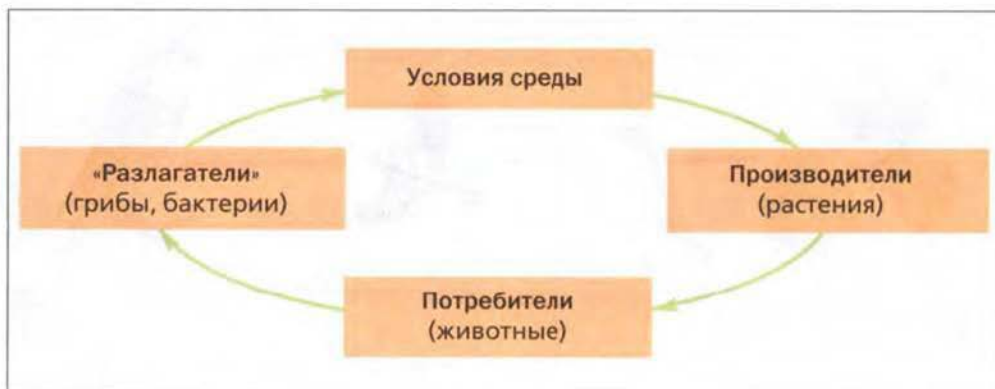 Условия среды
«Разлагатели»
(грибы, бактерии)
Производители
(растения)
Потребители
(животные)